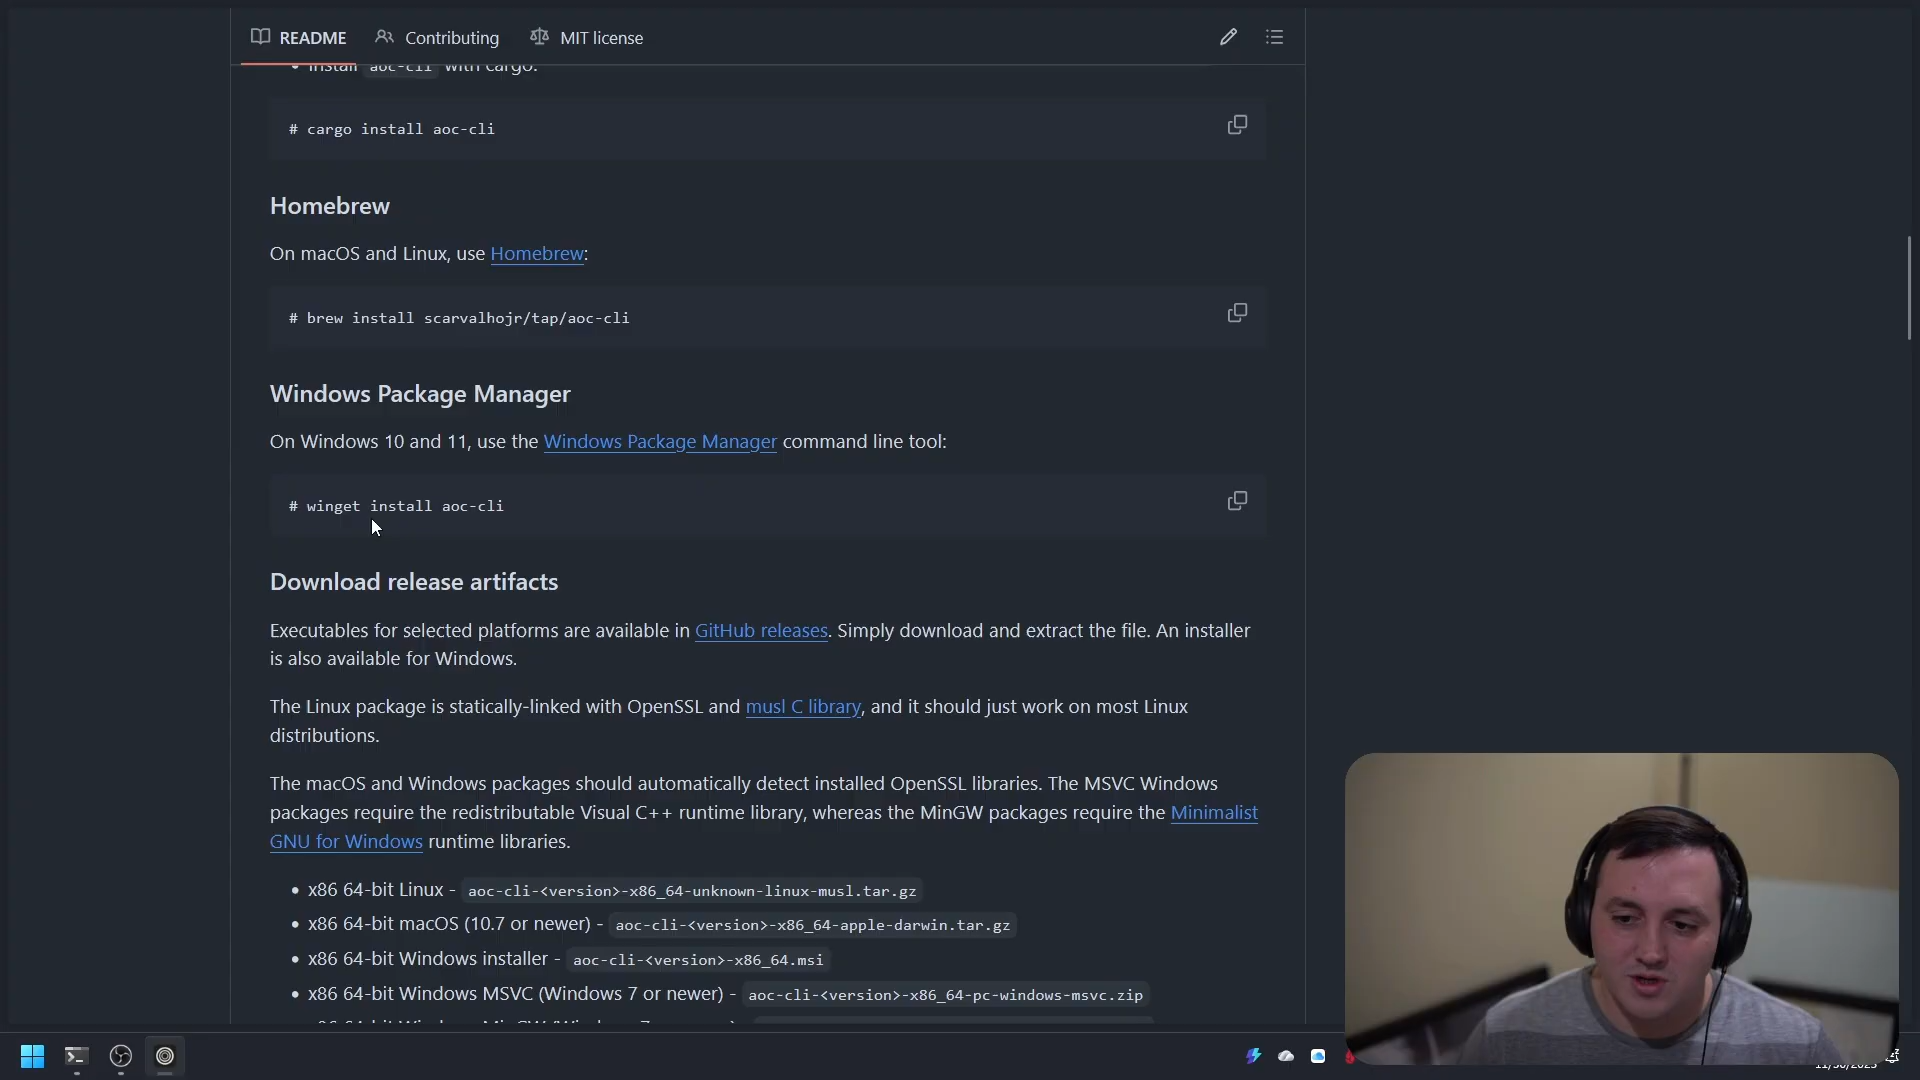 README Contributing MIT license
Install aoc-cli with cargo:
# cargo install aoc-cli
Homebrew
On macOS and Linux, use Homebrew:
# brew install scarvalhojr/tap/aoc-cli
Windows Package Manager
On Windows 10 and 11, use the Windows Package Manager command line tool:
# winget install aoc-cli
Download release artifacts
Executables for selected platforms are available in GitHub releases. Simply download and extract the file. An installer
is also available for Windows.
The Linux package is statically-linked with OpenSSL and musl C library, and it should just work on most Linux
distributions.
The macOS and Windows packages should automatically detect installed OpenSSL libraries. The MSVC Windows
packages require the redistributable Visual C++ runtime library, whereas the MinGW packages require the Minimalist
GNU for Windows runtime libraries.
x86 64-bit Linux - aoc-cli-<version>-x86_64-unknown-linux-musl.tar.gz
x86 64-bit macOS (10.7 or newer) - aoc-cli-<version>-x86_64-apple-darwin.tar.gz
x86 64-bit Windows installer - aoc-cli-<version>-x86_64.msi
x86 64-bit Windows MSVC (Windows 7 or newer) - aoc-cli-<version>-x86_64-pc-windows-msvc.zip